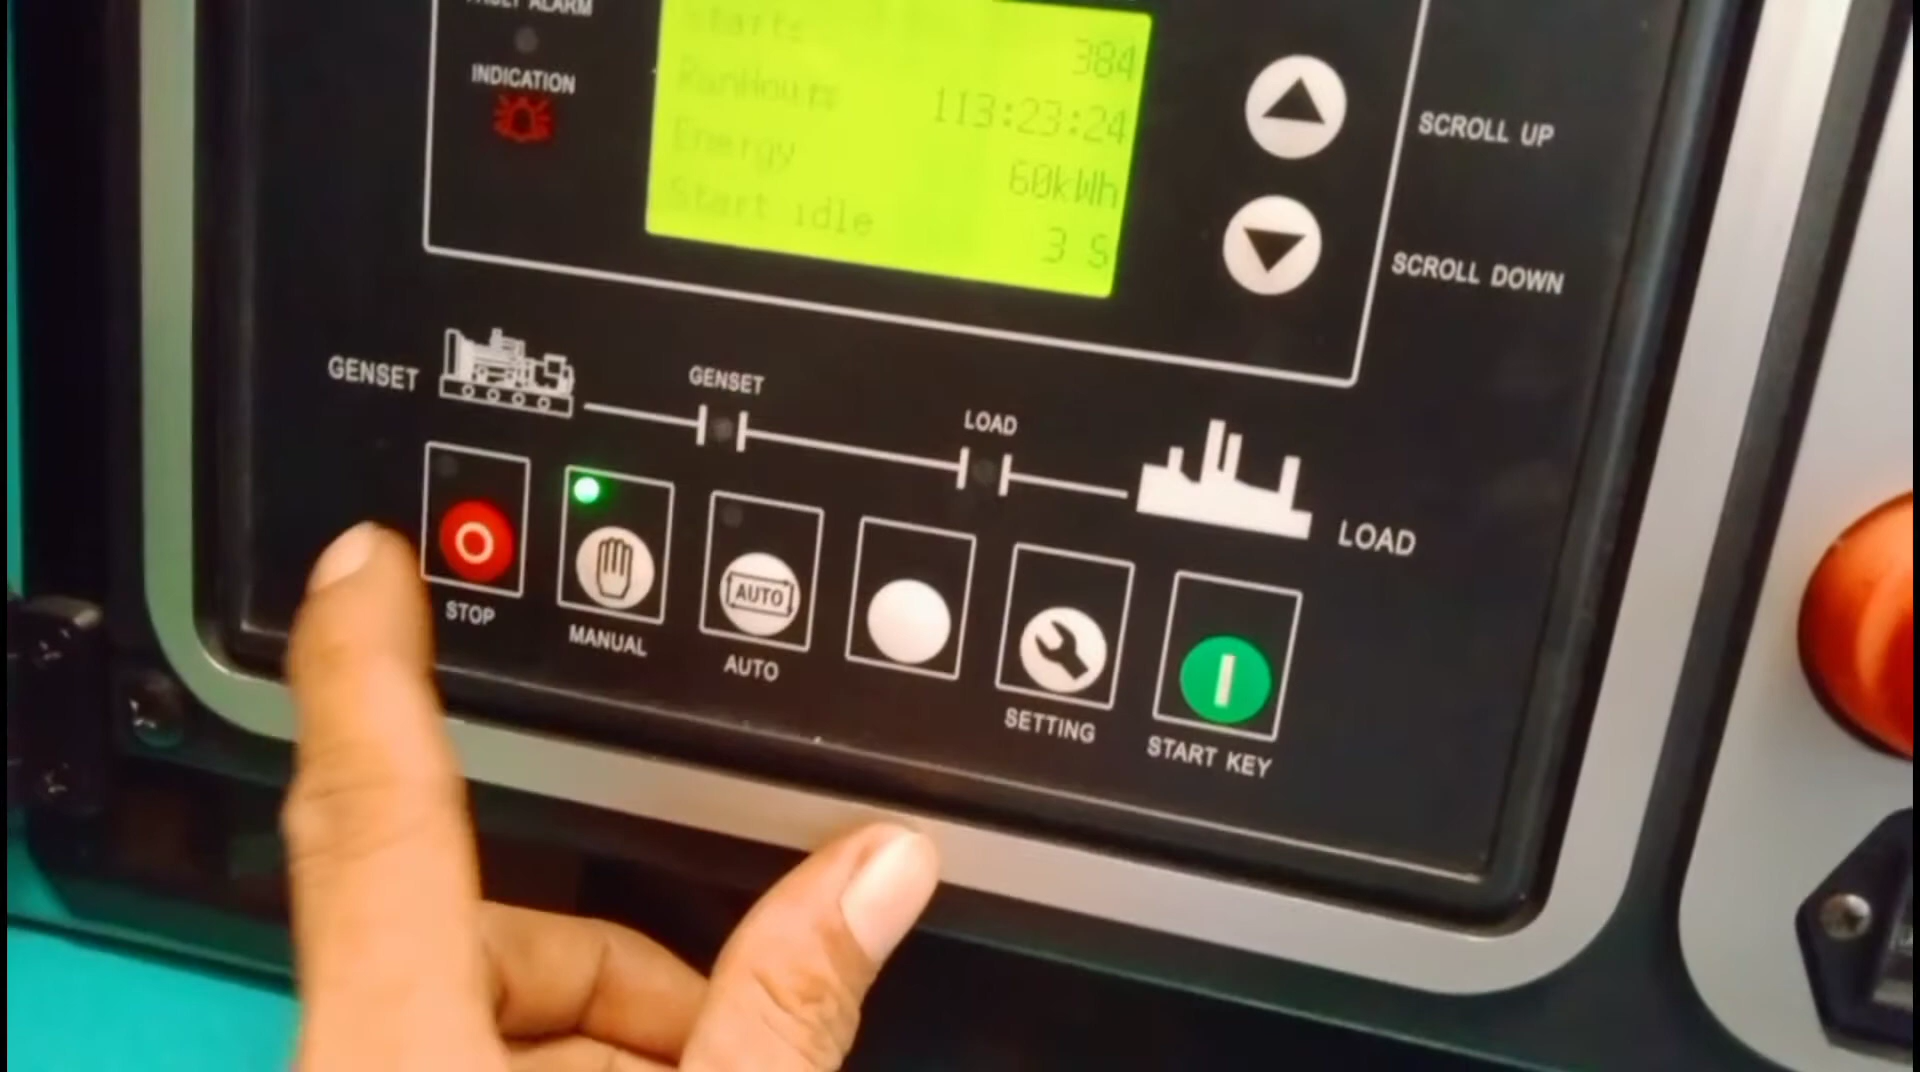 FAULT ALARM
INDICATION
Starts 384
RunHours 113:23:24
Energy 60kWh
Start idle 3 S
SCROLL UP
SCROLL DOWN
GENSET
GENSET
LOAD
LOAD
STOP
MANUAL
AUTO
AUTO
SETTING
START KEY